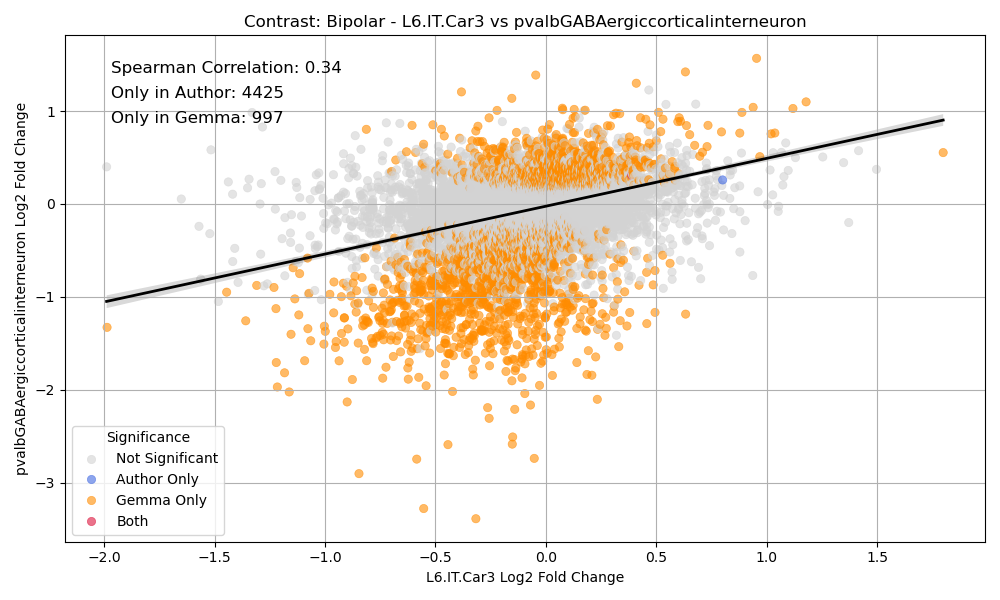 Contrast: Bipolar - L6.IT.Car3 vs pvalbGABAergiccorticalinterneuron
Spearman Correlation: 0.34
Only in Author: 4425
Only in Gemma: 997
pvalbGABAergiccorticalinterneuron Log2 Fold Change
1
0
−1
−2
−3
Significance
Not Significant
Author Only
Gemma Only
Both
−2.0 −1.5 −1.0 −0.5 0.0 0.5 1.0 1.5
L6.IT.Car3 Log2 Fold Change